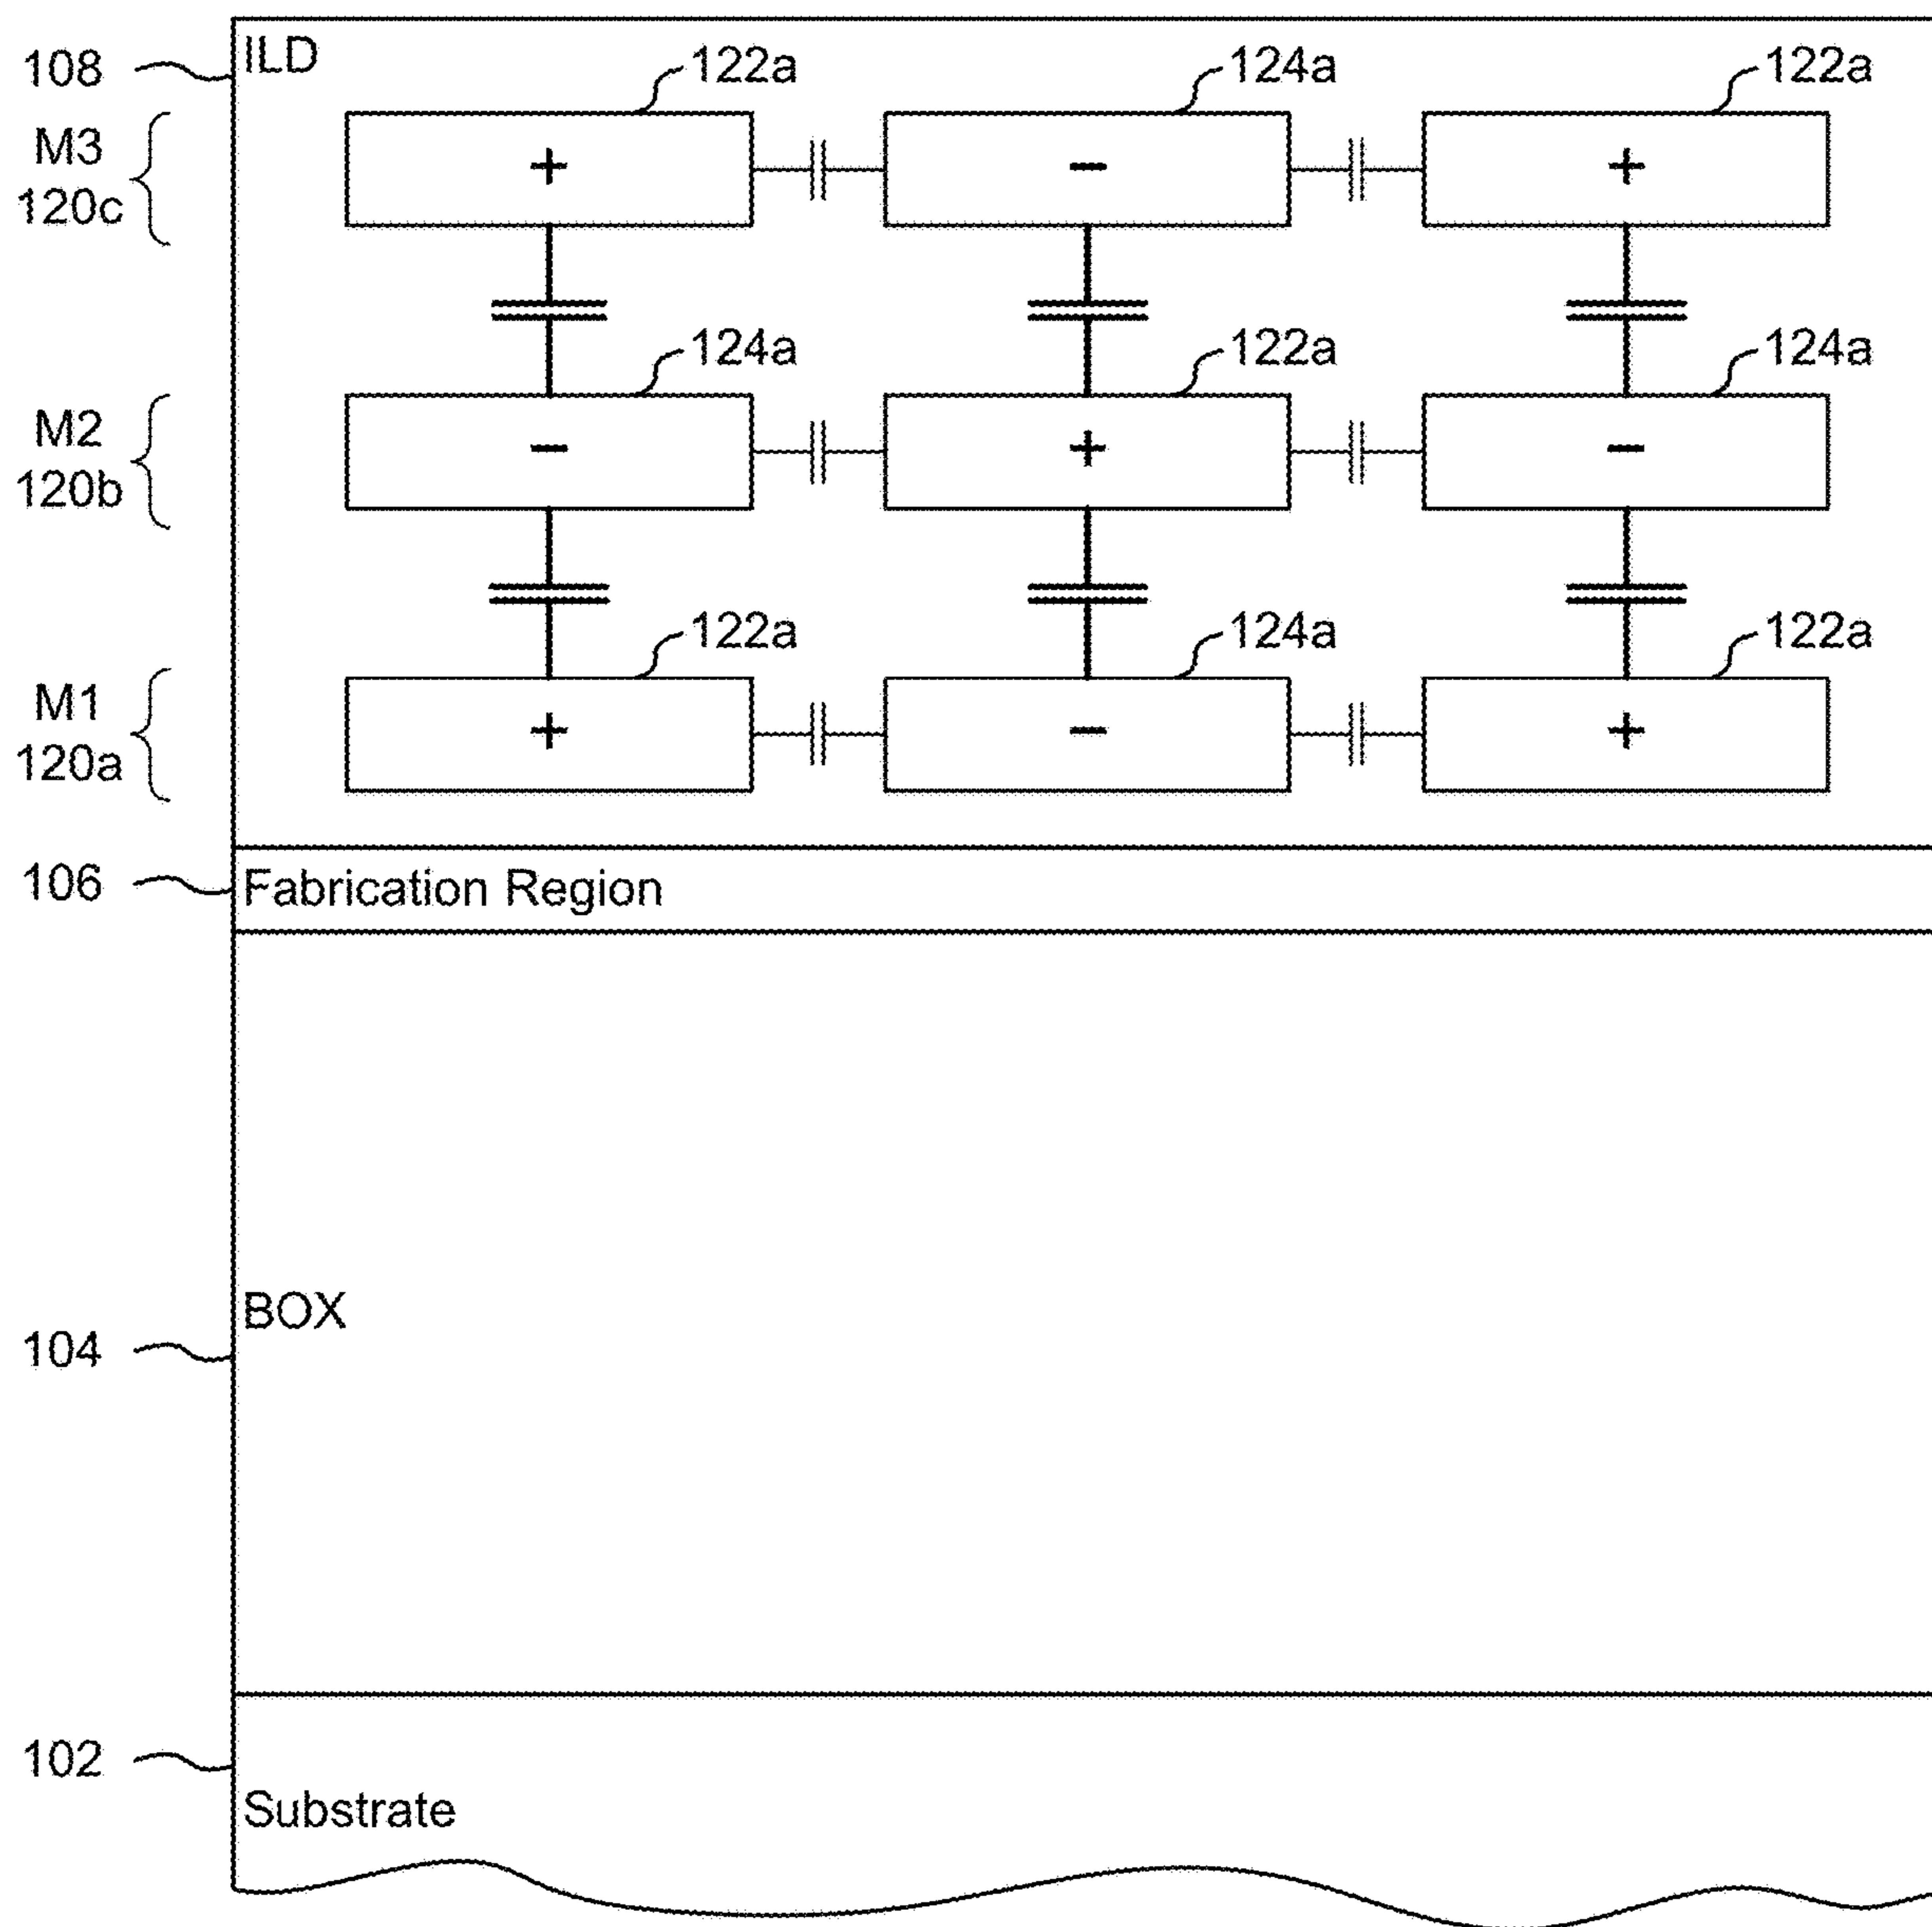 ILD
108
122a
124a
122a
M3
120c
+
−
+
124a
122a
124a
M2
120b
−
+
−
122a
124a
122a
M1
120a
+
−
+
106
Fabrication Region
BOX
104
102
Substrate